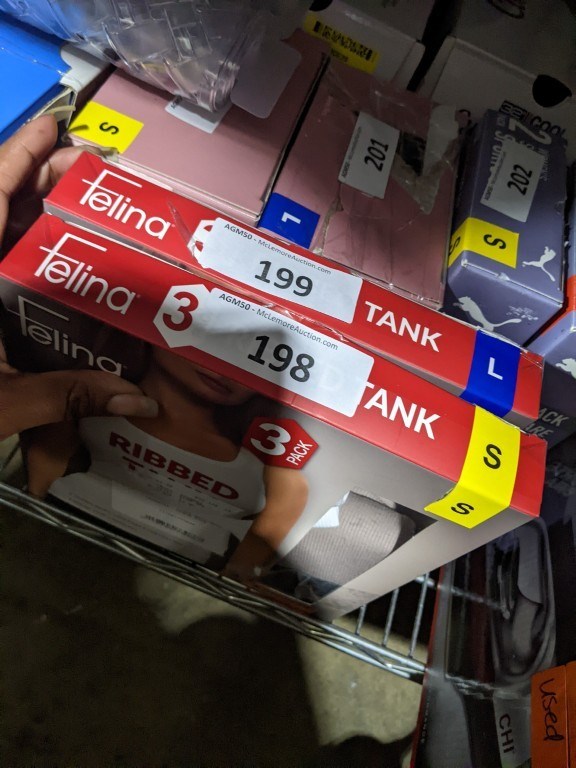 S
201
L
202
S
Felina
AGM50 - McLemoreAuction.com
199
TANK
L
Felina
3
AGM50 - McLemoreAuction.com
198
TANK
S
S
Felina
RIBBED
3
PACK
CHI
used